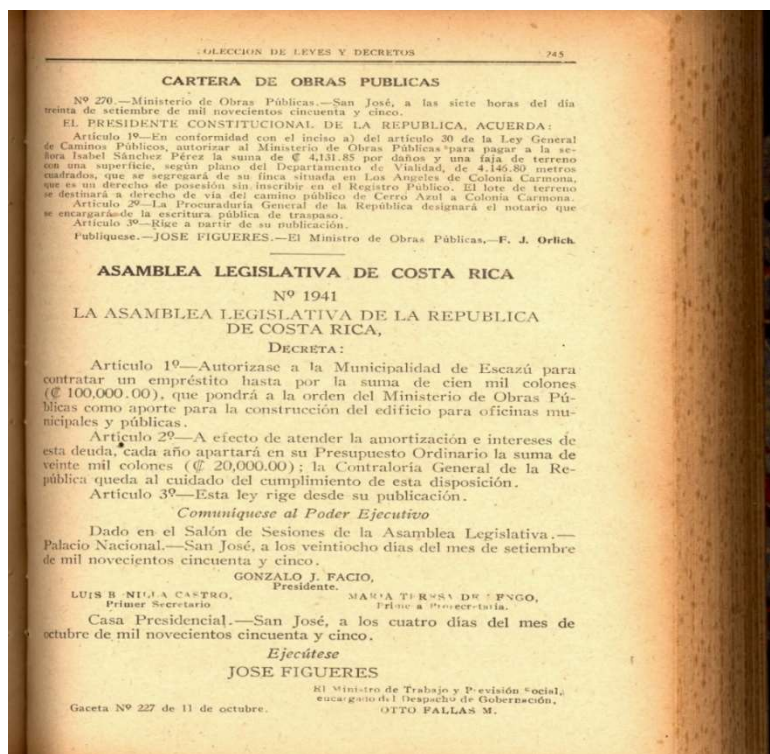 COLECCION DE LEYES Y DECRETOS 745
CARTERA DE OBRAS PUBLICAS
Nº 270.—Ministerio de Obras Públicas.—San José, a las siete horas del día
treinta de setiembre de mil novecientos cincuenta y cinco.
EL PRESIDENTE CONSTITUCIONAL DE LA REPUBLICA, ACUERDA:
Artículo 1º—En conformidad con el inciso a) del artículo 30 de la Ley General
de Caminos Públicos, autorizar al Ministerio de Obras Públicas para pagar a la se-
ñora Isabel Sánchez Pérez la suma de ₡ 4,131.85 por daños y una faja de terreno
con una superficie, según plano del Departamento de Vialidad, de 4.146.80 metros
cuadrados, que se segregará de su finca situada en Los Angeles de Colonia Carmona,
que es un derecho de posesión sin inscribir en el Registro Público. El lote de terreno
se destinará a derecho de vía del camino público de Cerro Azul a Colonia Carmona.
Artículo 2º—La Procuraduría General de la República designará el notario que
se encargará de la escritura pública de traspaso.
Artículo 3º—Rige a partir de su publicación.
Publíquese.—JOSE FIGUERES.—El Ministro de Obras Públicas,—F. J. Orlich.
ASAMBLEA LEGISLATIVA DE COSTA RICA
Nº 1941
LA ASAMBLEA LEGISLATIVA DE LA REPUBLICA
DE COSTA RICA,
DECRETA:
Artículo 1º—Autorízase a la Municipalidad de Escazú para
contratar un empréstito hasta por la suma de cien mil colones
(₡ 100,000.00), que pondrá a la orden del Ministerio de Obras Pú-
blicas como aporte para la construcción del edificio para oficinas mu-
nicipales y públicas.
Artículo 2º—A efecto de atender la amortización e intereses de
esta deuda, cada año apartará en su Presupuesto Ordinario la suma de
veinte mil colones (₡ 20,000.00); la Contraloría General de la Re-
pública queda al cuidado del cumplimiento de esta disposición.
Artículo 3º—Esta ley rige desde su publicación.
Comuníquese al Poder Ejecutivo
Dado en el Salón de Sesiones de la Asamblea Legislativa.—
Palacio Nacional.—San José, a los veintiocho días del mes de setiembre
de mil novecientos cincuenta y cinco.
GONZALO J. FACIO,
Presidente.
LUIS BONILLA CASTRO, MARIA TERESA DE
Primer Secretario Primera Prosecretaria.
Casa Presidencial.—San José, a los cuatro días del mes de
octubre de mil novecientos cincuenta y cinco.
Ejecútese
JOSE FIGUERES
El Ministro de Trabajo y Previsión Social,
encargado del Despacho de Gobernación,
Gaceta Nº 227 de 11 de octubre. OTTO FALLAS M.